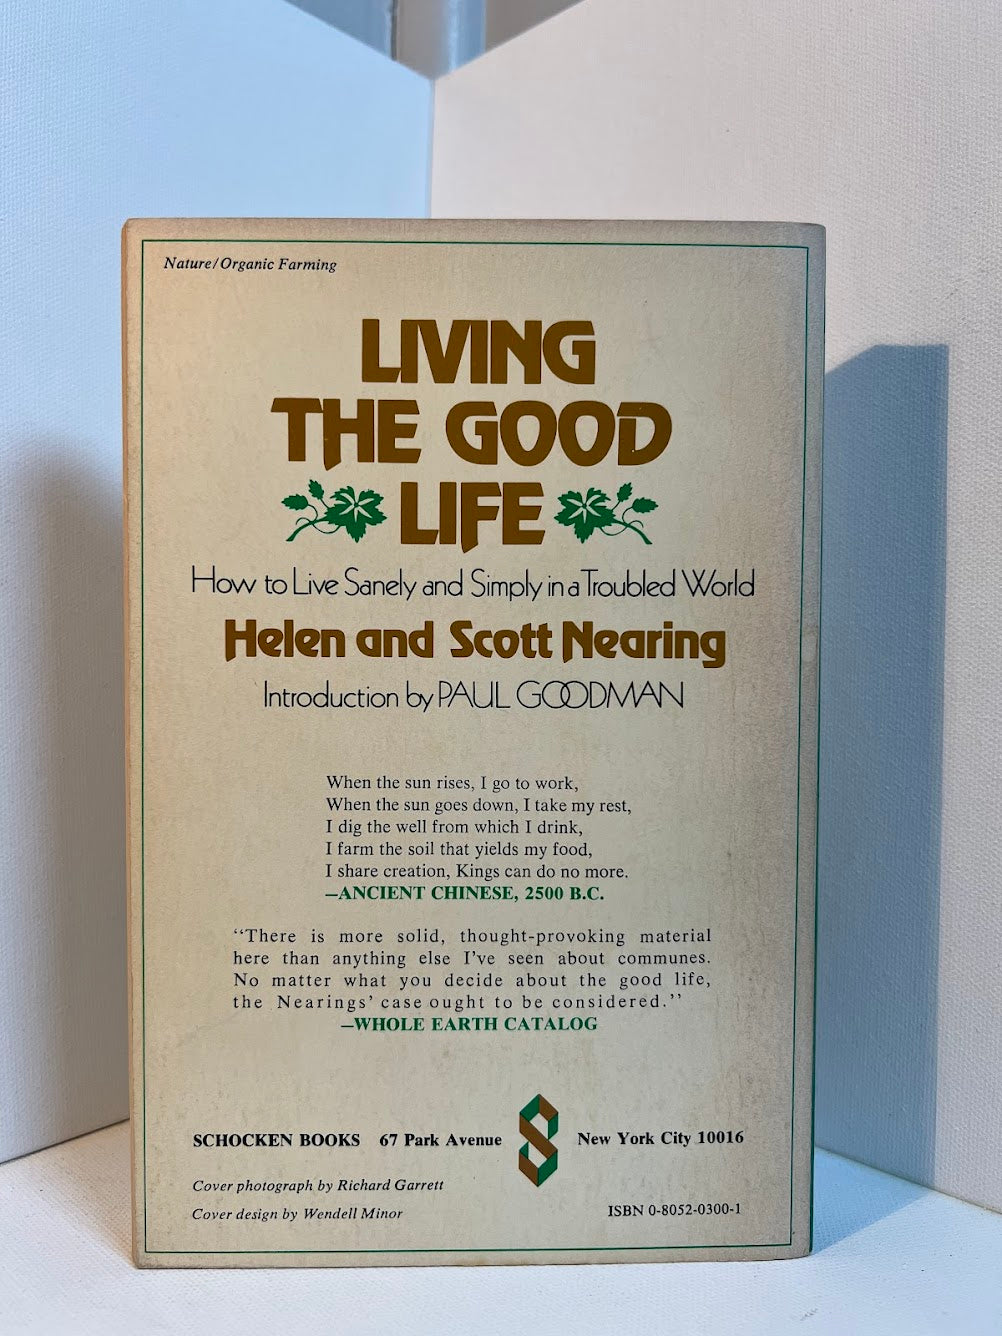 Nature/Organic Farming
LIVING
THE GOOD
LIFE
How to Live Sanely and Simply in a Troubled World
Helen and Scott Nearing
Introduction by PAUL GOODMAN
When the sun rises, I go to work,
When the sun goes down, I take my rest,
I dig the well from which I drink,
I farm the soil that yields my food,
I share creation, Kings can do no more.
—ANCIENT CHINESE, 2500 B.C.
“There is more solid, thought-provoking material
here than anything else I’ve seen about communes.
No matter what you decide about the good life,
the Nearings’ case ought to be considered.”
—WHOLE EARTH CATALOG
SCHOCKEN BOOKS 67 Park Avenue New York City 10016
Cover photograph by Richard Garrett
Cover design by Wendell Minor
ISBN 0-8052-0300-1